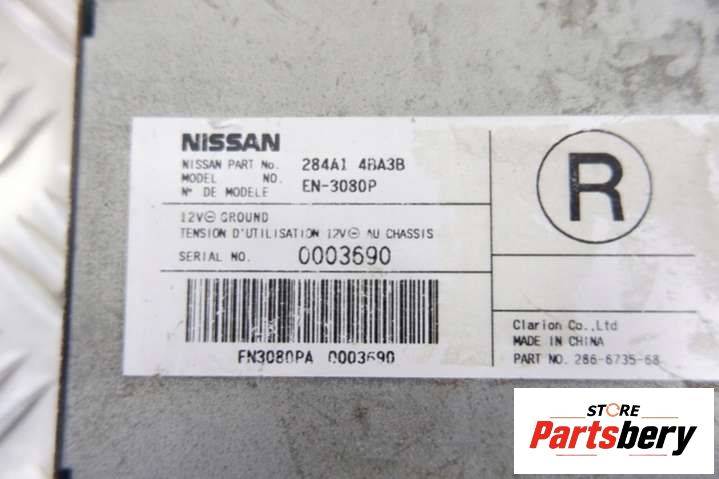 NISSAN
NISSAN PART No. 284A1 4BA3B
MODEL NO. EN-3080P
N° DE MODELE
12V⊖ GROUND
TENSION D'UTILISATION 12V⊖ AU CHASSIS
SERIAL NO. 0003690
EN3080PA 0003690
R
Clarion Co.,Ltd
MADE IN CHINA
PART NO. 286-6735-68
STORE
Partsbery